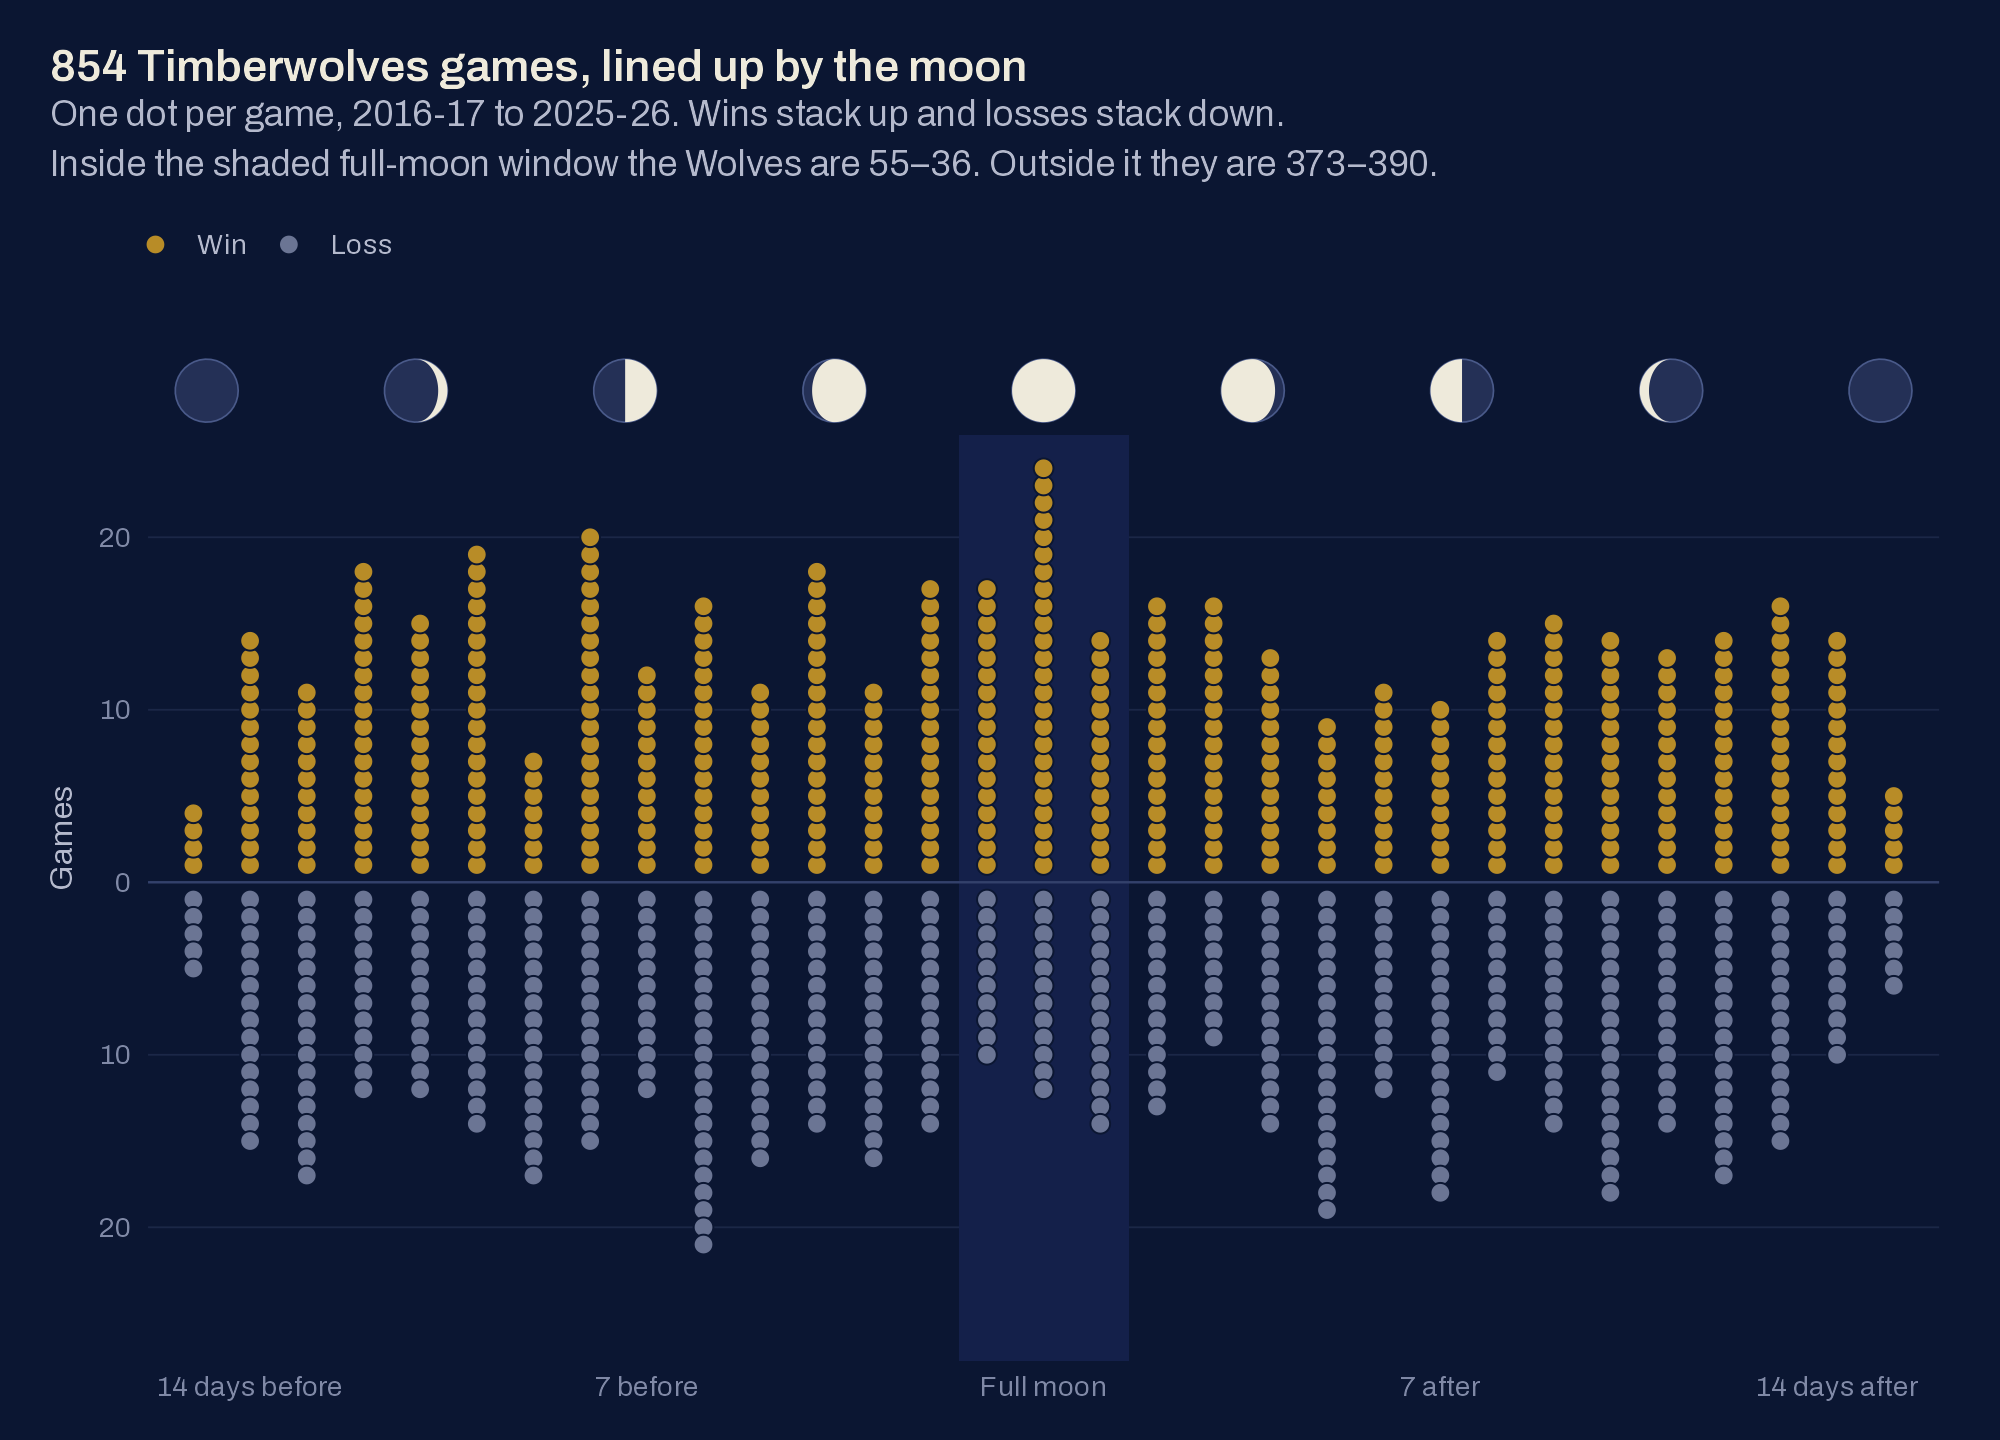 854 Timberwolves games, lined up by the moon
One dot per game, 2016-17 to 2025-26. Wins stack up and losses stack down.
Inside the shaded full-moon window the Wolves are 55–36. Outside it they are 373–390.
Win Loss
20
10
0
10
20
Games
14 days before 7 before Full moon 7 after 14 days after